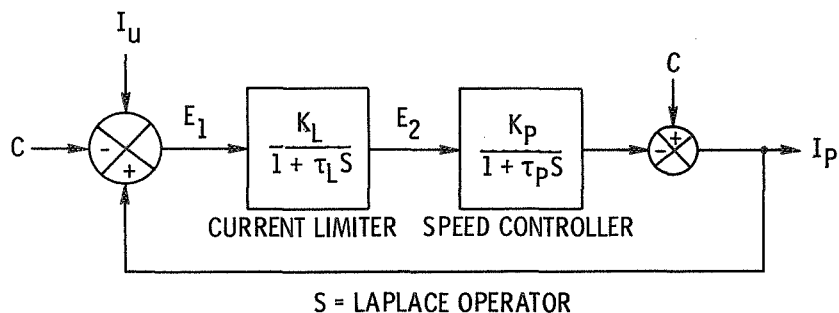 I_u
C
C
E_1
K_L
1 + τ_L S
E_2
K_P
1 + τ_P S
I_P
-
+
+
-
CURRENT LIMITER
SPEED CONTROLLER
S = LAPLACE OPERATOR